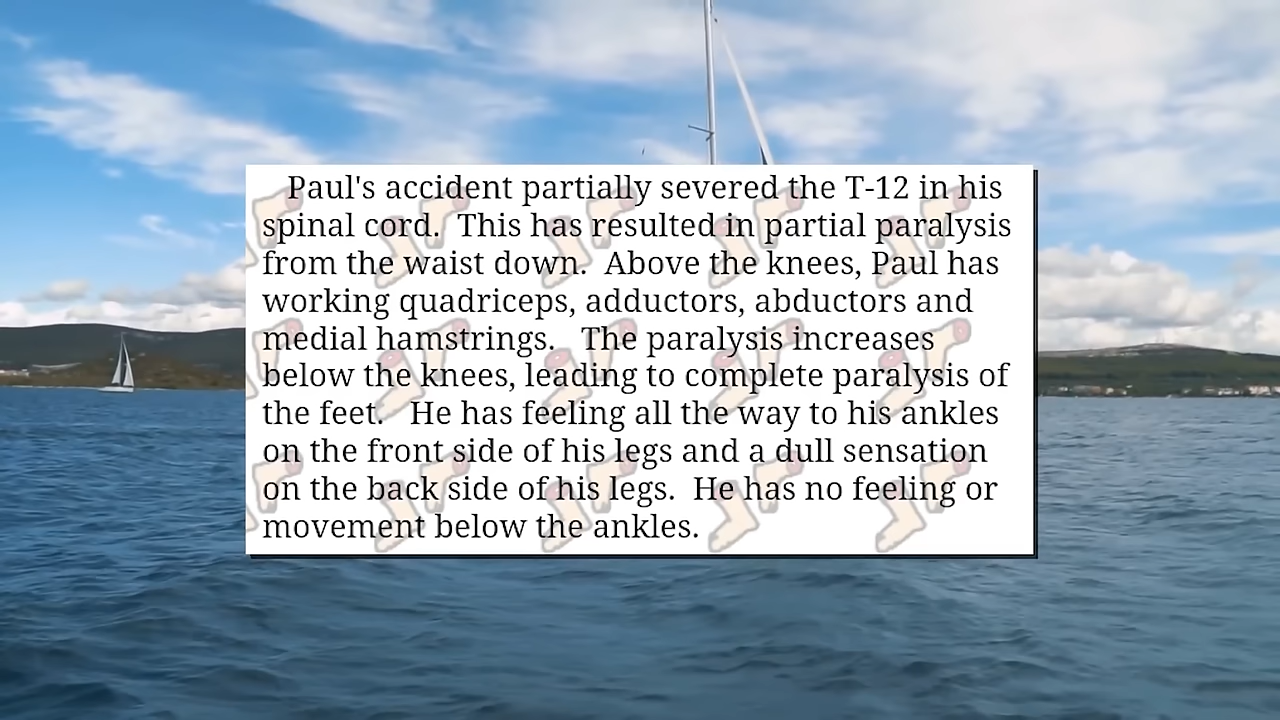 Paul's accident partially severed the T-12 in his
spinal cord.  This has resulted in partial paralysis
from the waist down.  Above the knees, Paul has
working quadriceps, adductors, abductors and
medial hamstrings.   The paralysis increases
below the knees, leading to complete paralysis of
the feet.   He has feeling all the way to his ankles
on the front side of his legs and a dull sensation
on the back side of his legs.  He has no feeling or
movement below the ankles.